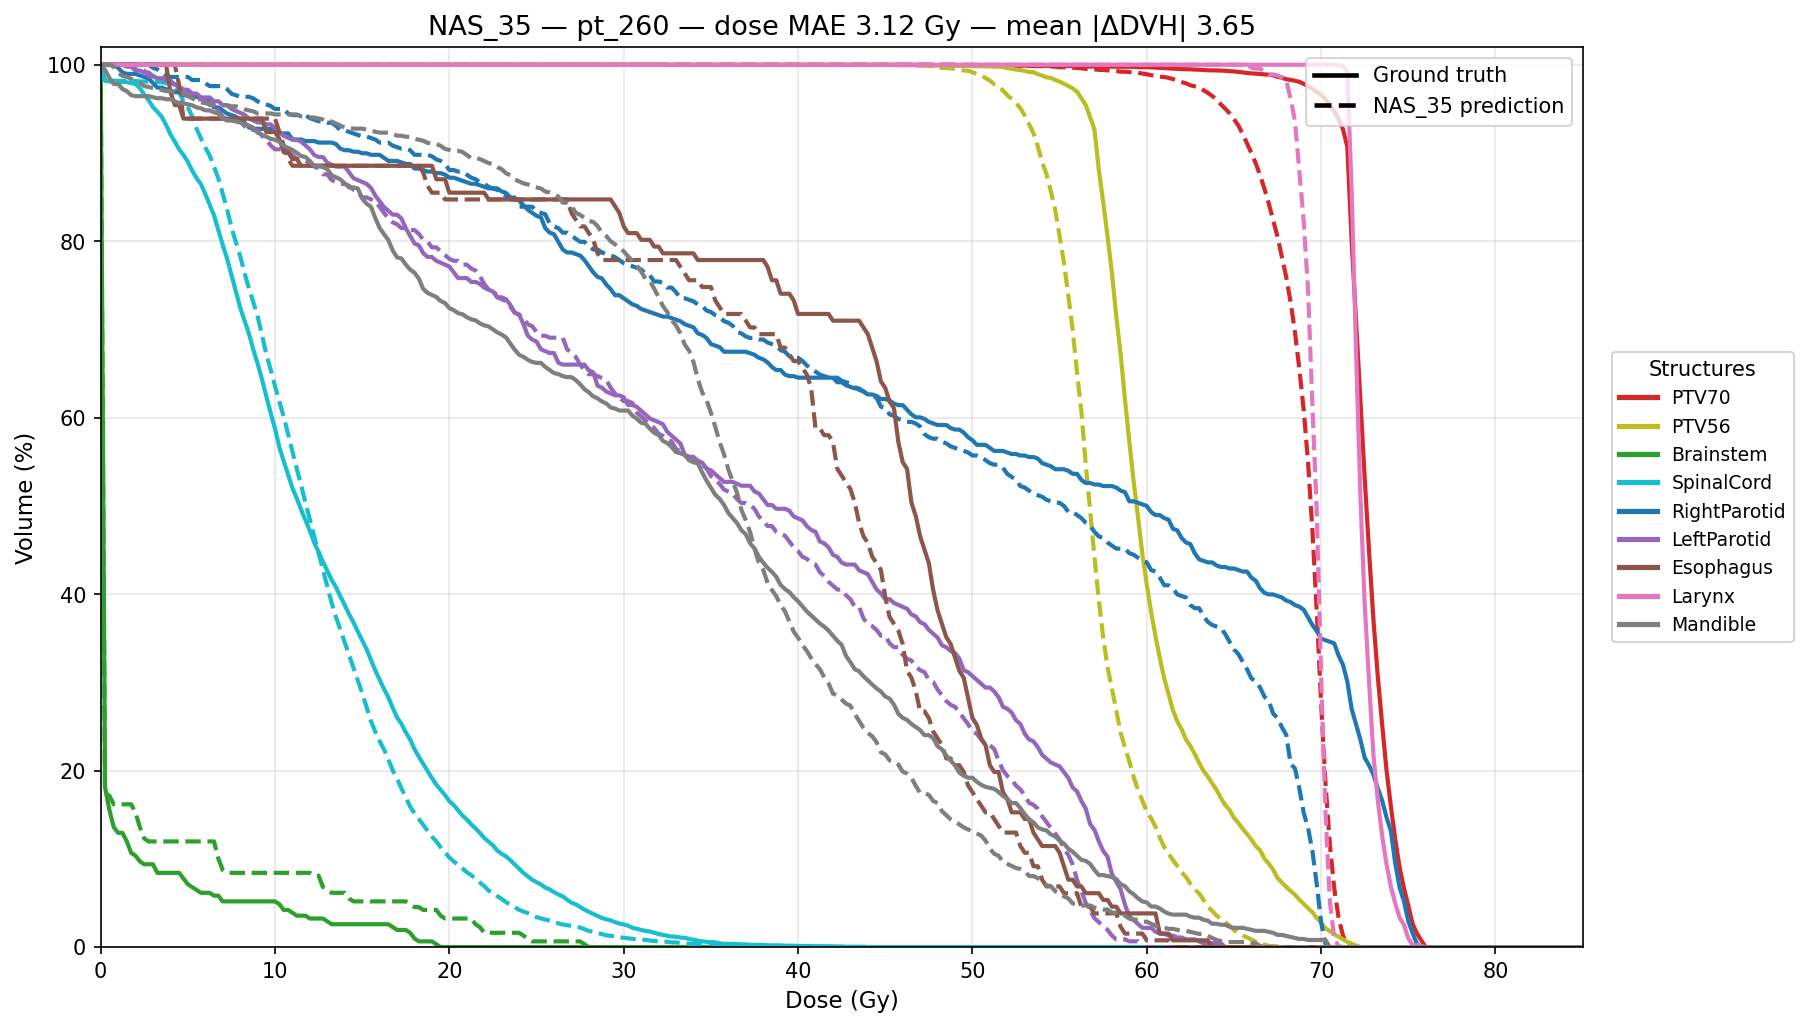 NAS_35 — pt_260 — dose MAE 3.12 Gy — mean |ΔDVH| 3.65
Ground truth
NAS_35 prediction
Structures
PTV70
PTV56
Brainstem
SpinalCord
RightParotid
LeftParotid
Esophagus
Larynx
Mandible
Volume (%)
100
80
60
40
20
0
0 10 20 30 40 50 60 70 80
Dose (Gy)